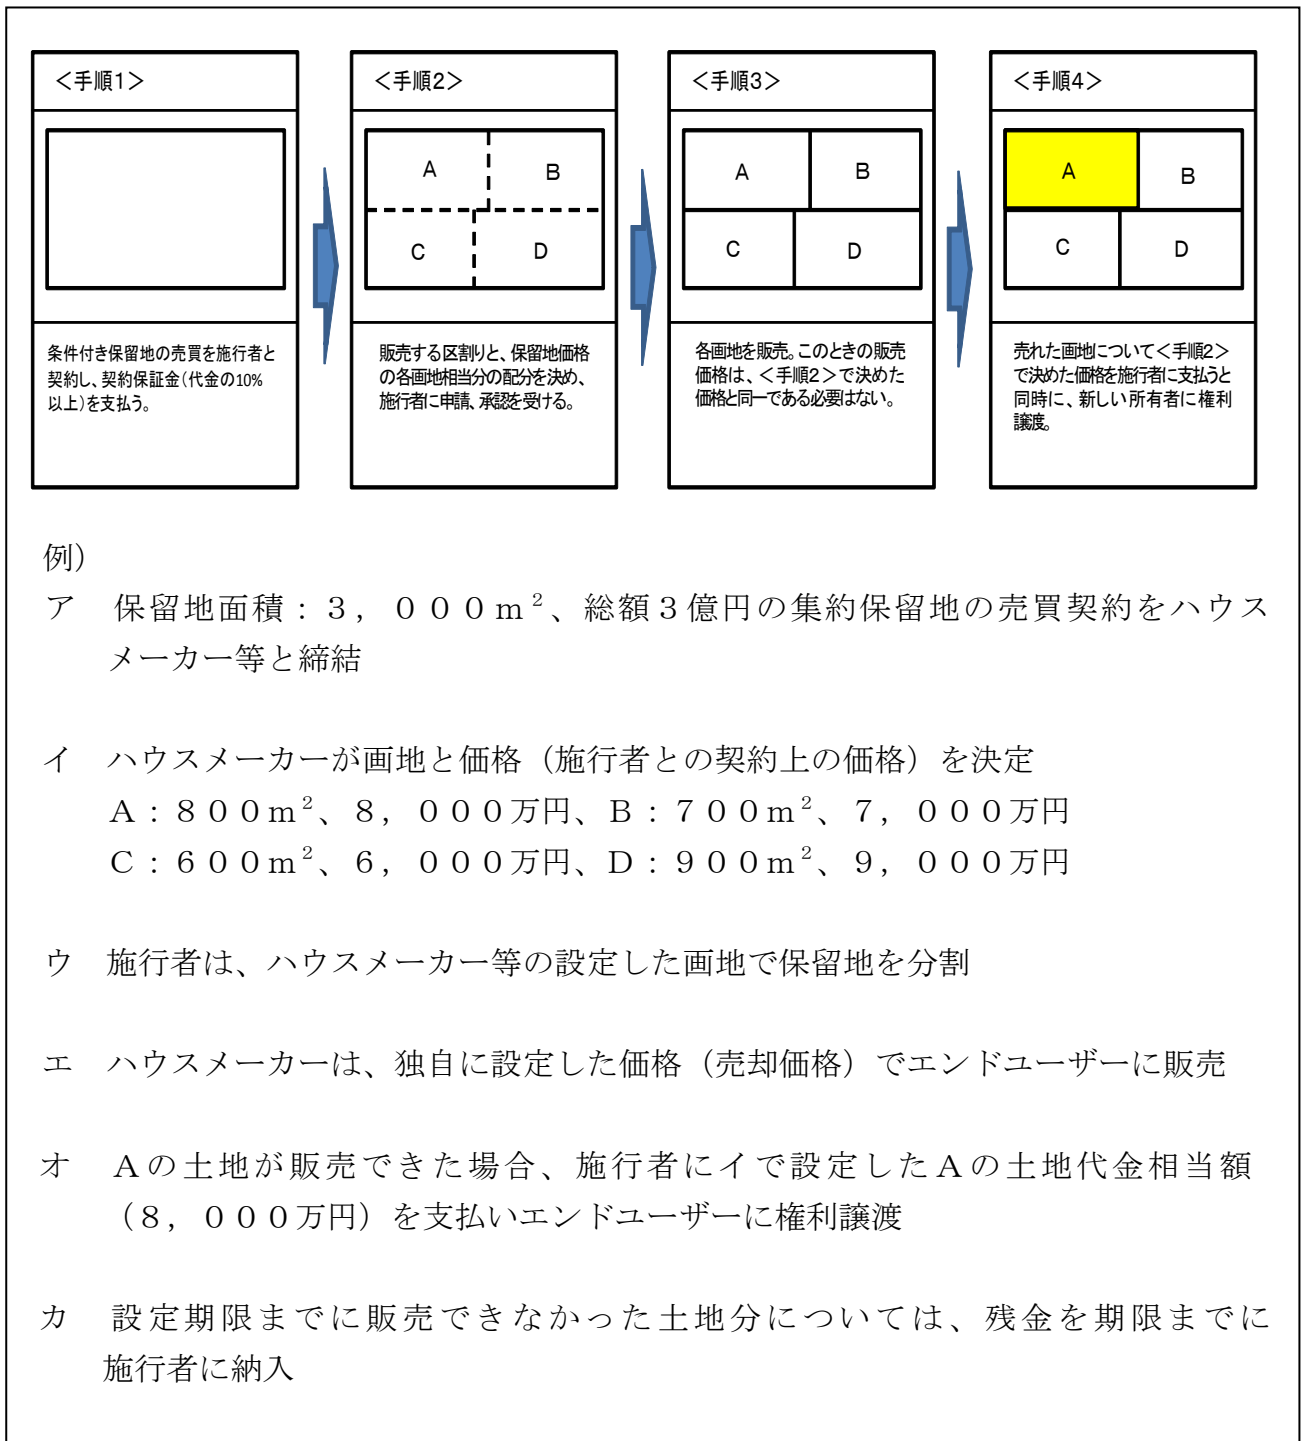 <手順1>
条件付き保留地の売買を施行者と
契約し、契約保証金(代金の10%
以上)を支払う。
<手順2>
A
B
C
D
販売する区割りと、保留地価格
の各画地相当分の配分を決め、
施行者に申請、承認を受ける。
<手順3>
A
B
C
D
各画地を販売。このときの販売
価格は、<手順2>で決めた
価格と同一である必要はない。
<手順4>
A
B
C
D
売れた画地について<手順2>
で決めた価格を施行者に支払うと
同時に、新しい所有者に権利
譲渡。
例)
ア 保留地面積:3,000m²、総額3億円の集約保留地の売買契約をハウス
メーカー等と締結
イ ハウスメーカーが画地と価格(施行者との契約上の価格)を決定
A:800m²、8,000万円、B:700m²、7,000万円
C:600m²、6,000万円、D:900m²、9,000万円
ウ 施行者は、ハウスメーカー等の設定した画地で保留地を分割
エ ハウスメーカーは、独自に設定した価格(売却価格)でエンドユーザーに販売
オ Aの土地が販売できた場合、施行者にイで設定したAの土地代金相当額
(8,000万円)を支払いエンドユーザーに権利譲渡
カ 設定期限までに販売できなかった土地分については、残金を期限までに
施行者に納入